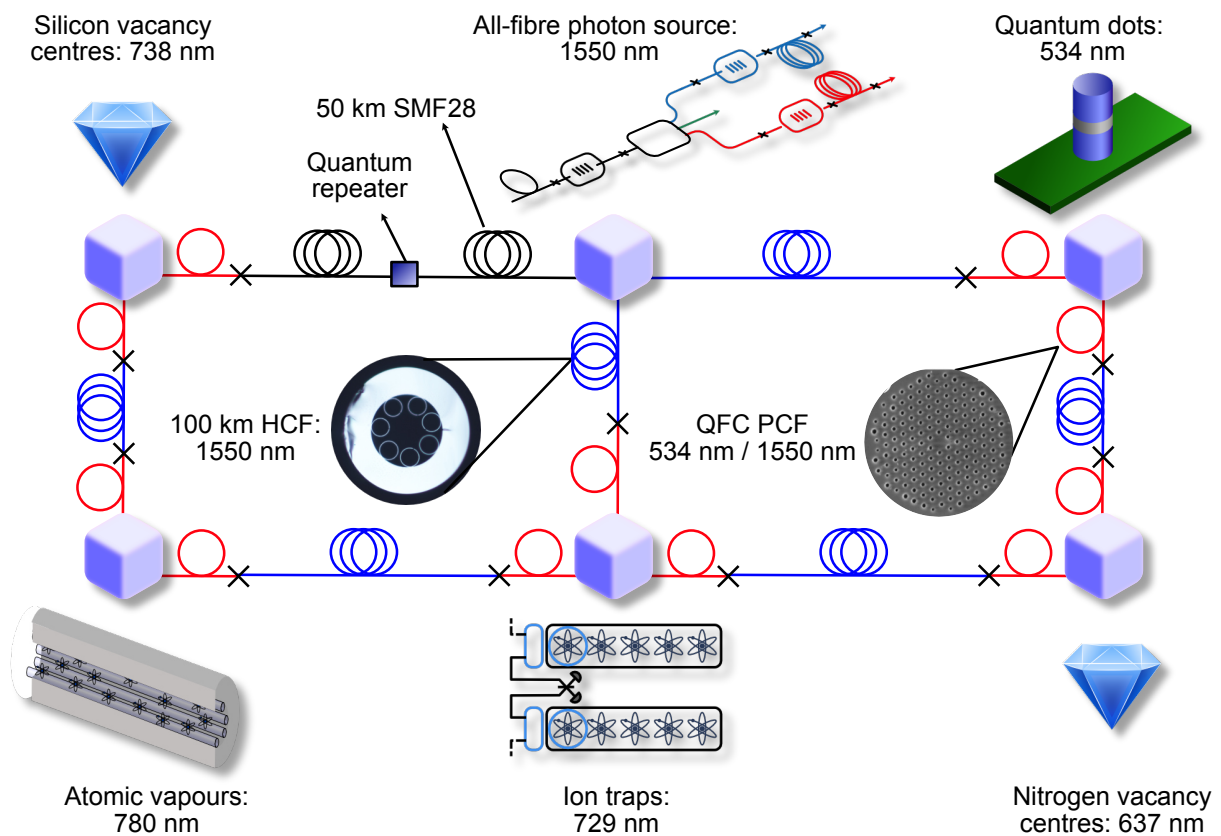 Silicon vacancy
centres: 738 nm
All-fibre photon source:
1550 nm
Quantum dots:
534 nm
50 km SMF28
Quantum
repeater
100 km HCF:
1550 nm
QFC PCF
534 nm / 1550 nm
Atomic vapours:
780 nm
Ion traps:
729 nm
Nitrogen vacancy
centres: 637 nm